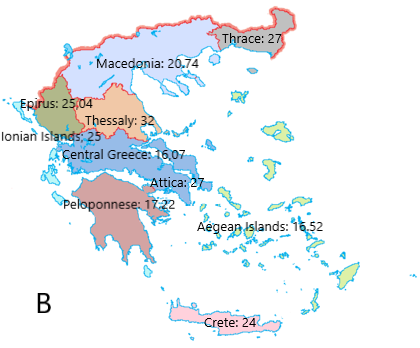 Thrace: 27
Macedonia: 20.74
Epirus: 25.04
Thessaly: 32
Ionian Islands: 25
Central Greece: 16.07
Attica: 27
Peloponnese: 17.22
Aegean Islands: 16.52
B
Crete: 24